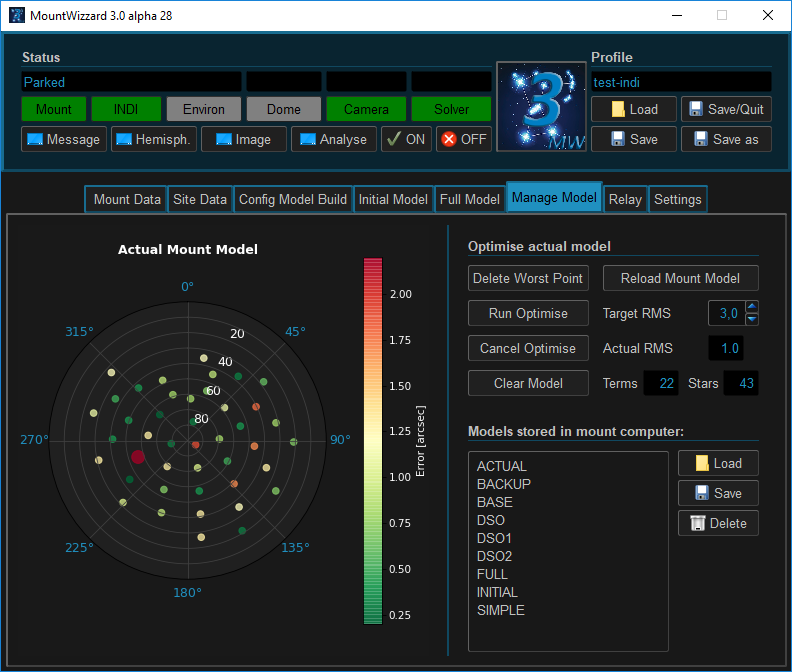 MountWizzard 3.0 alpha 28
Status
Profile
Parked
test-indi
Mount INDI Environ Dome Camera Solver
Load Save/Quit
Message Hemisph. Image Analyse ON OFF
Save Save as
3
MW
Mount Data Site Data Config Model Build Initial Model Full Model Manage Model Relay Settings
Actual Mount Model
0°
45°
90°
135°
180°
225°
270°
315°
20
40
60
80
2.00
1.75
1.50
1.25
1.00
0.75
0.50
0.25
Error [arcsec]
Optimise actual model
Delete Worst Point Reload Mount Model
Run Optimise Target RMS 3,0
Cancel Optimise Actual RMS 1.0
Clear Model Terms 22 Stars 43
Models stored in mount computer:
ACTUAL
BACKUP
BASE
DSO
DSO1
DSO2
FULL
INITIAL
SIMPLE
Load
Save
Delete